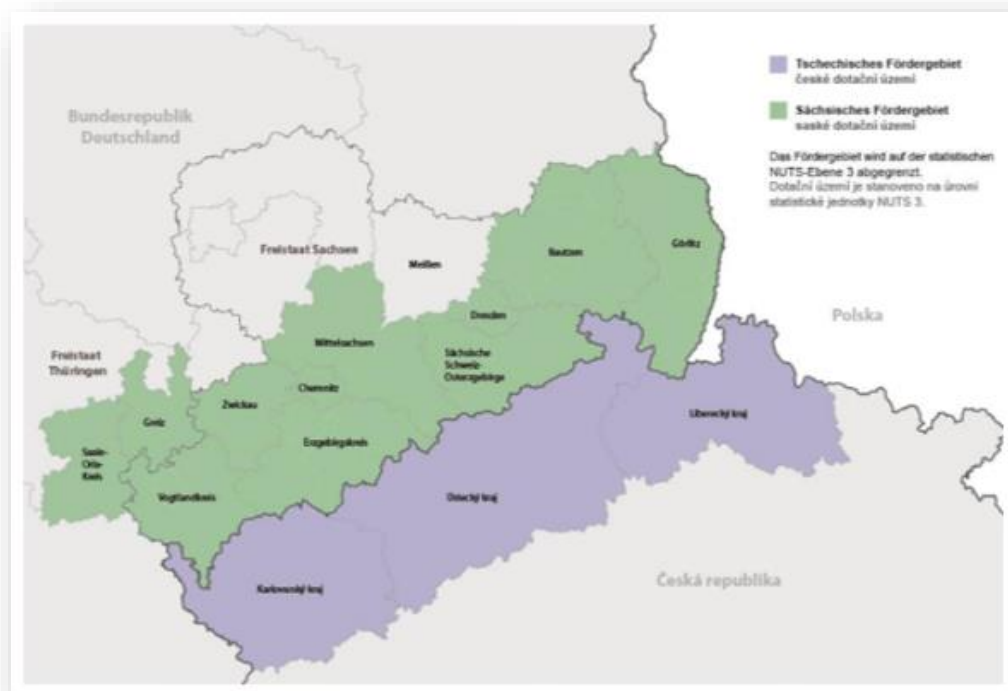 Tschechisches Fördergebiet
české dotační území
Sächsisches Fördergebiet
saské dotační území
Das Fördergebiet wird auf der statistischen
NUTS-Ebene 3 abgegrenzt.
Dotační území je stanoveno na úrovni
statistické jednotky NUTS 3.
Bundesrepublik
Deutschland
Freistaat Sachsen
Meißen
Bautzen
Görlitz
Dresden
Polska
Mittelsachsen
Sächsische
Schweiz-
Osterzgebirge
Freistaat
Thüringen
Chemnitz
Zwickau
Greiz
Erzgebirgskreis
Liberecký kraj
Saale-
Orla-
Kreis
Vogtlandkreis
Ústecký kraj
Karlovarský kraj
Česká republika